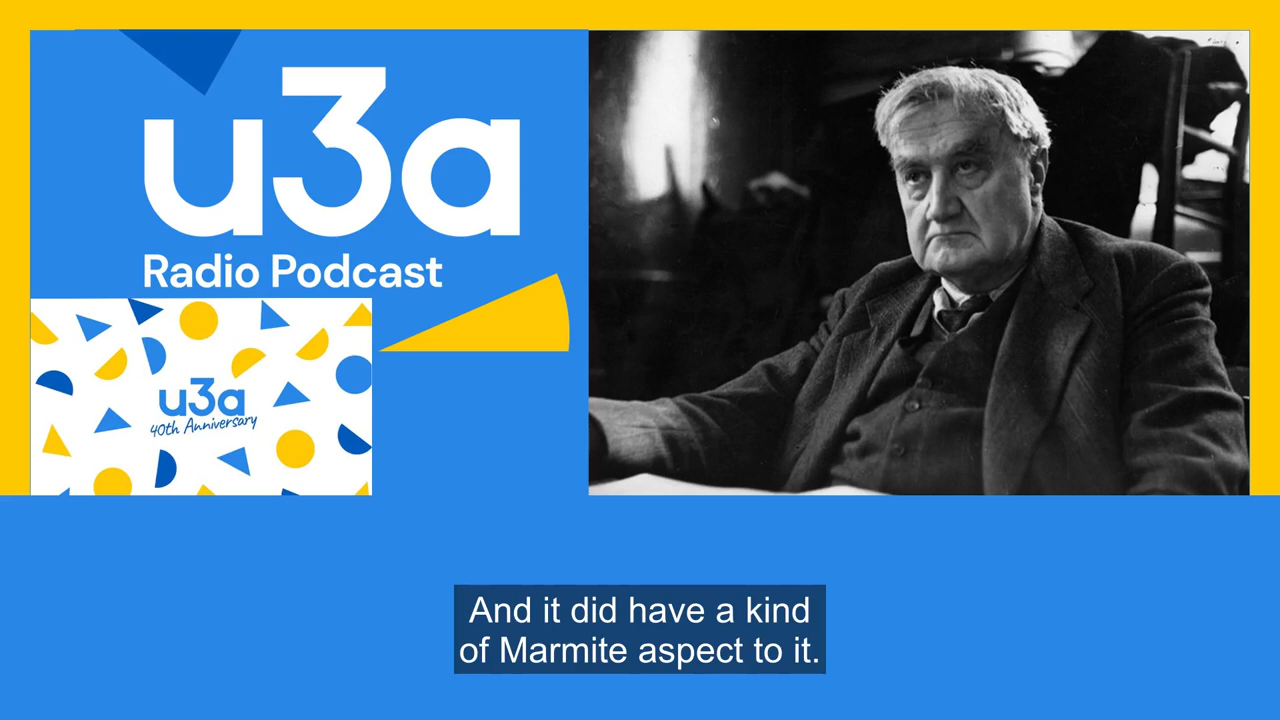 u3a
Radio Podcast
u3a
40th Anniversary
And it did have a kind
of Marmite aspect to it.